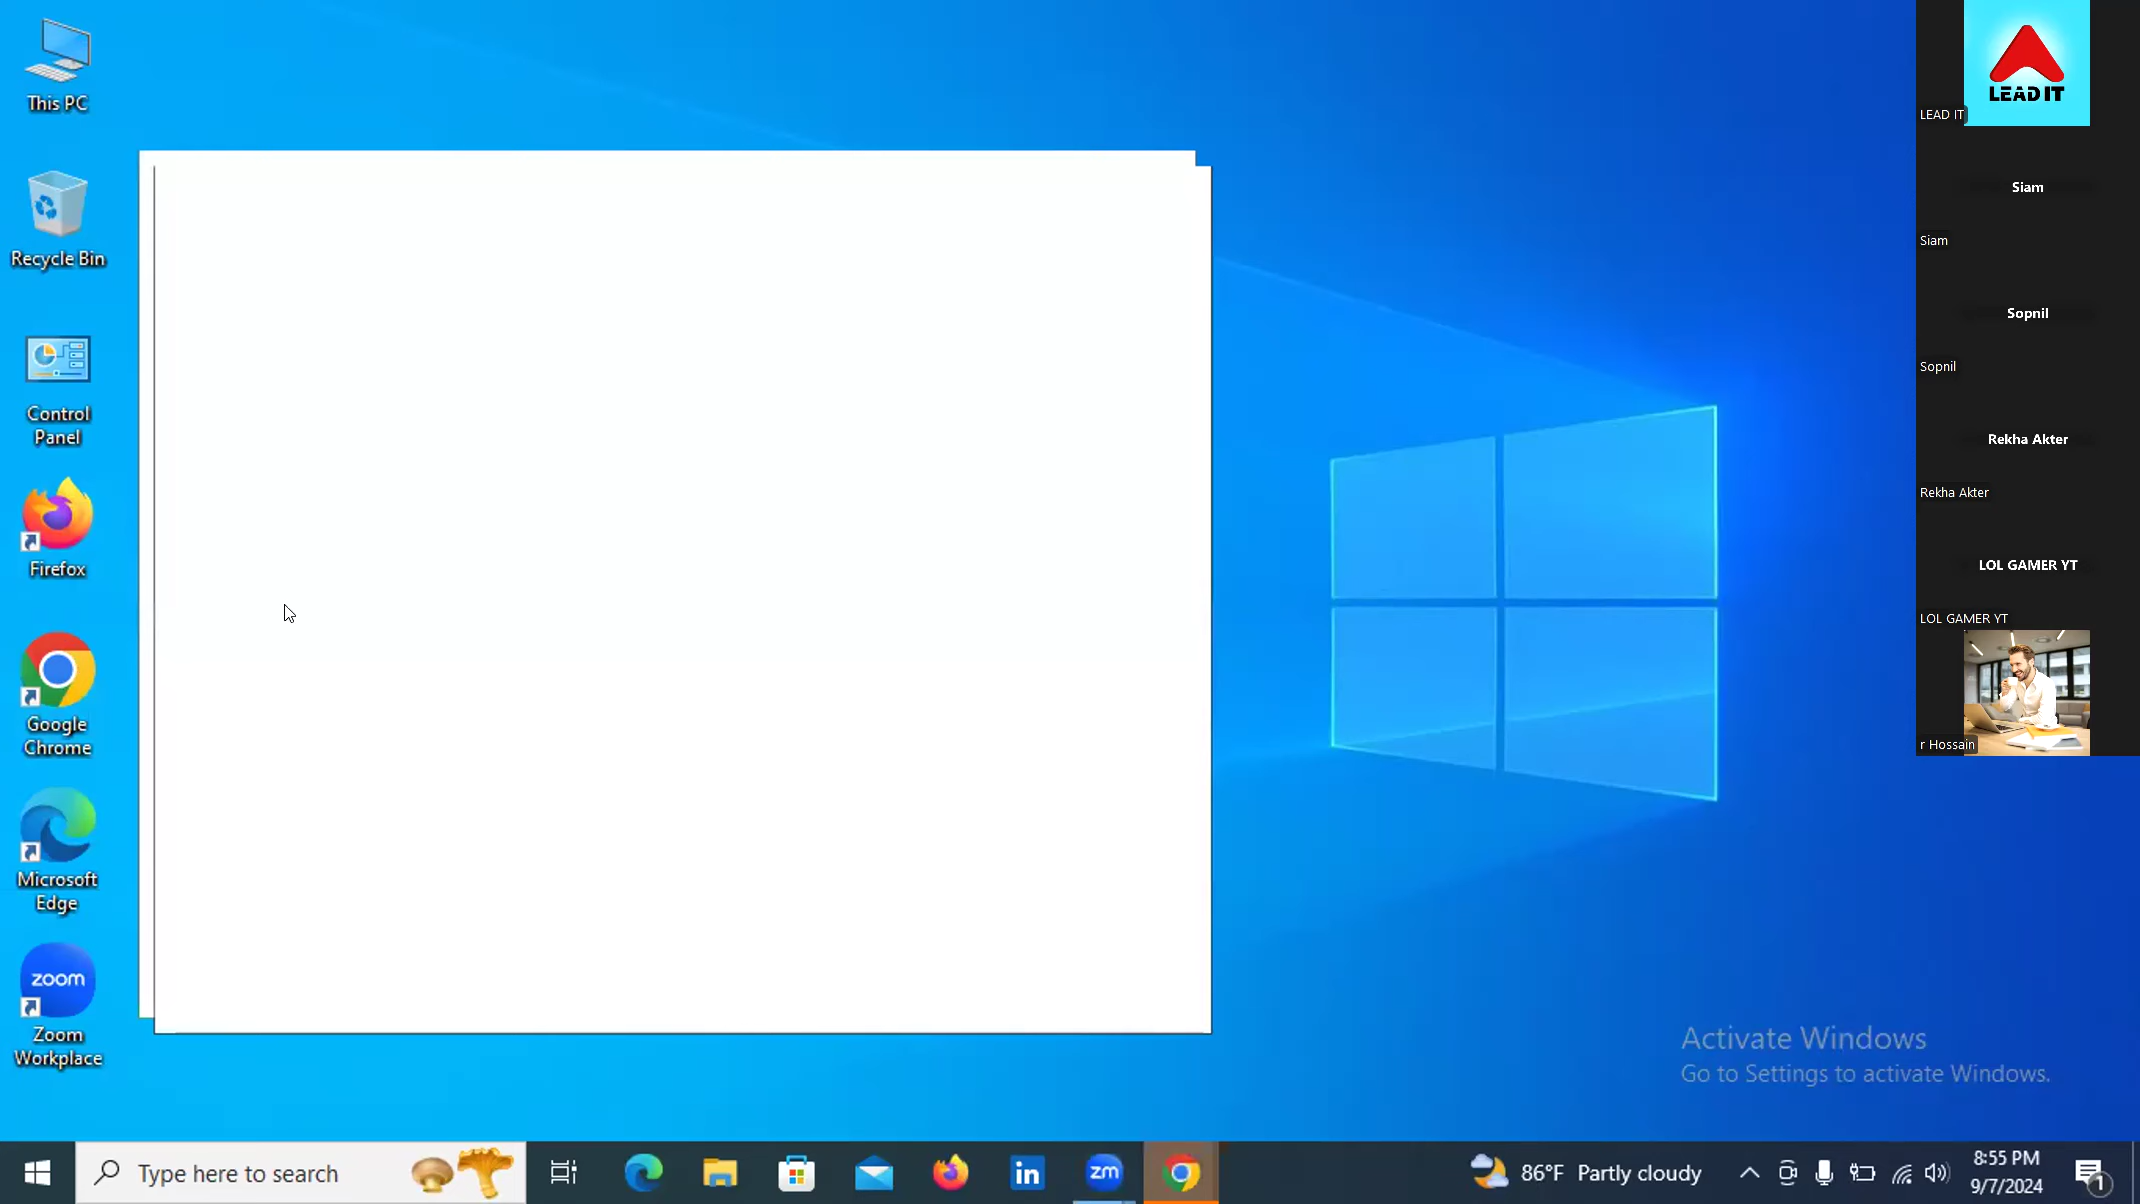 This PC
Recycle Bin
Control
Panel
Firefox
Google
Chrome
Microsoft
Edge
zoom
Zoom
Workplace
LEAD IT
LEAD IT
Siam
Siam
Sopnil
Sopnil
Rekha Akter
Rekha Akter
LOL GAMER YT
LOL GAMER YT
r Hossain
Activate Windows
Go to Settings to activate Windows.
Type here to search
in
zm
86°F Partly cloudy
8:55 PM
9/7/2024
1